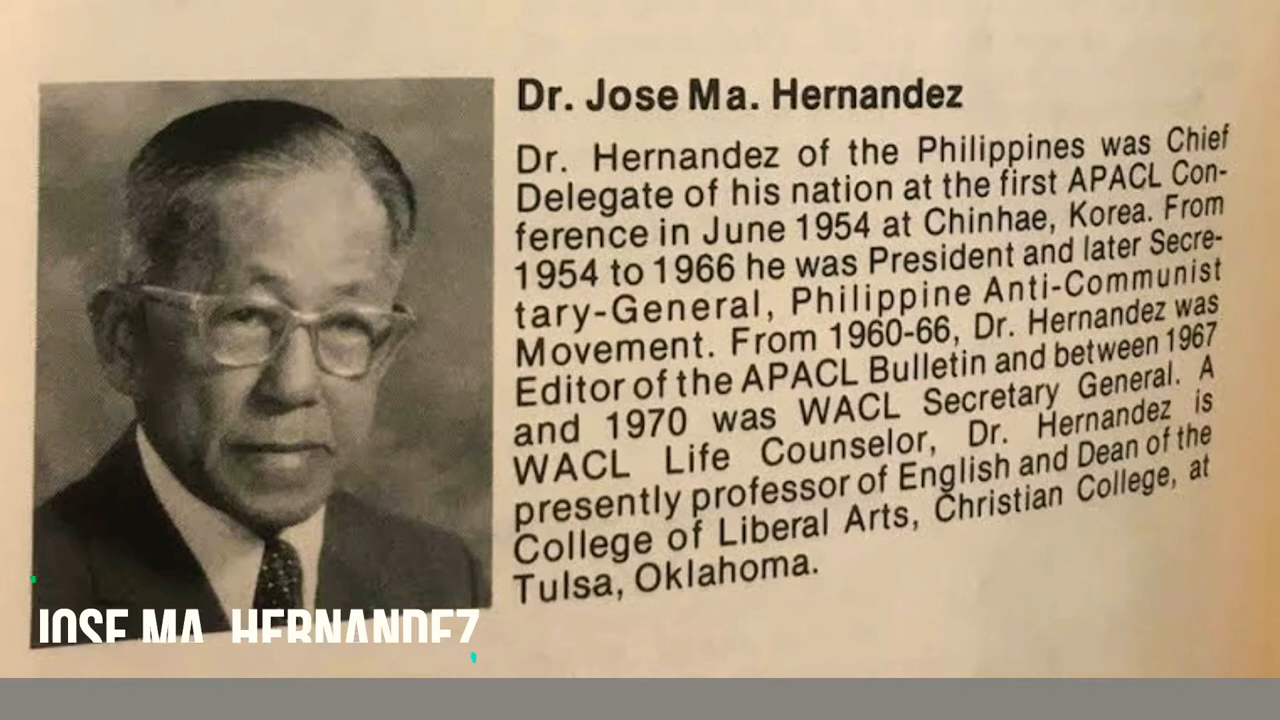 Dr. Jose Ma. Hernandez
Dr. Hernandez of the Philippines was Chief
Delegate of his nation at the first APACL Con-
ference in June 1954 at Chinhae, Korea. From
1954 to 1966 he was President and later Secre-
tary-General, Philippine Anti-Communist
Movement. From 1960-66, Dr. Hernandez was
Editor of the APACL Bulletin and between 1967
and 1970 was WACL Secretary General. A
WACL Life Counselor, Dr. Hernandez is
presently professor of English and Dean of the
College of Liberal Arts, Christian College, at
Tulsa, Oklahoma.
JOSE MA. HERNANDEZ